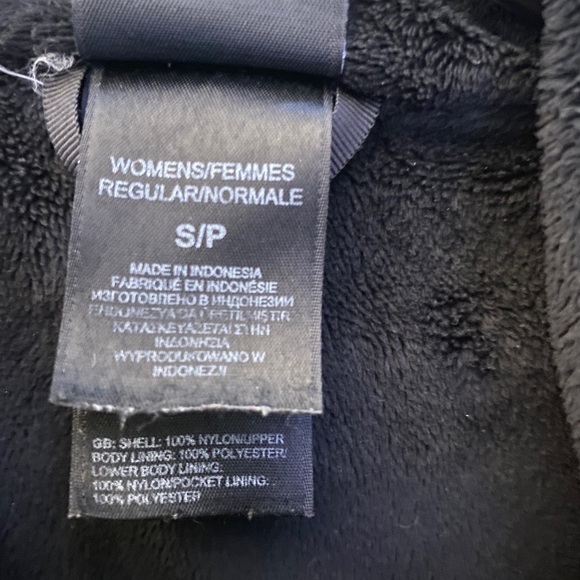 WOMENS/FEMMES
REGULAR/NORMALE
S/P
MADE IN INDONESIA
FABRIQUÉ EN INDONÉSIE
ИЗГОТОВЛЕНО В ИНДОНЕЗИИ
WYPRODUKOWANO W
GB: SHELL: 100% NYLON/UPPER
BODY LINING: 100% POLYESTER/
LOWER BODY LINING:
100% NYLON/POCKET LINING:
100% POLYESTER